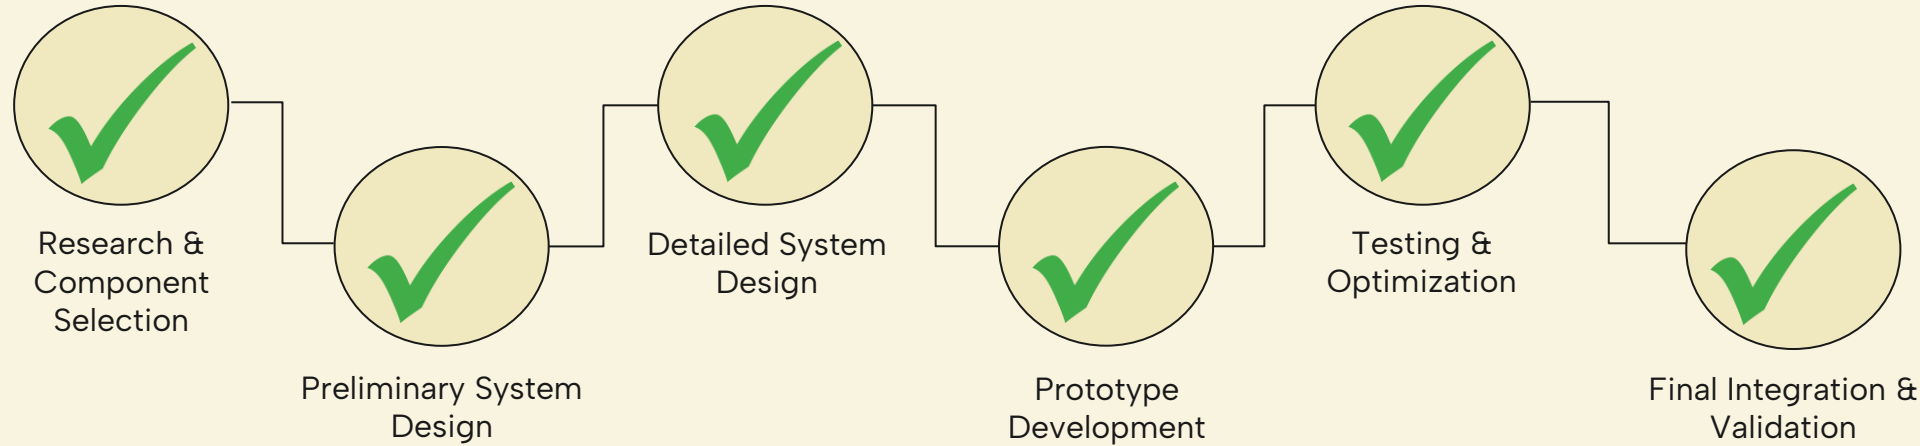 Research &
Component
Selection
Preliminary System
Design
Detailed System
Design
Prototype
Development
Testing &
Optimization
Final Integration &
Validation